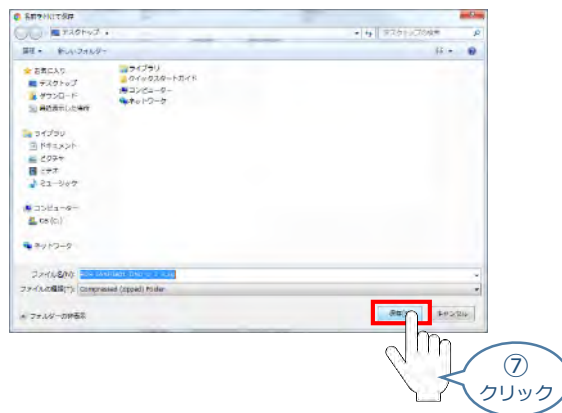 名前を付けて保存
デスクトップ
デスクトップの検索
整理
新しいフォルダー
お気に入り
デスクトップ
ダウンロード
最近表示した場所
ライブラリ
ドキュメント
ピクチャ
ビデオ
ミュージック
コンピューター
OS (C:)
ネットワーク
ライブラリ
クイックスタートガイド
コンピューター
ネットワーク
ファイル名(N):
ファイルの種類(T): Compressed (zipped) Folder
フォルダーの非表示
保存
キャンセル
⑦
クリック